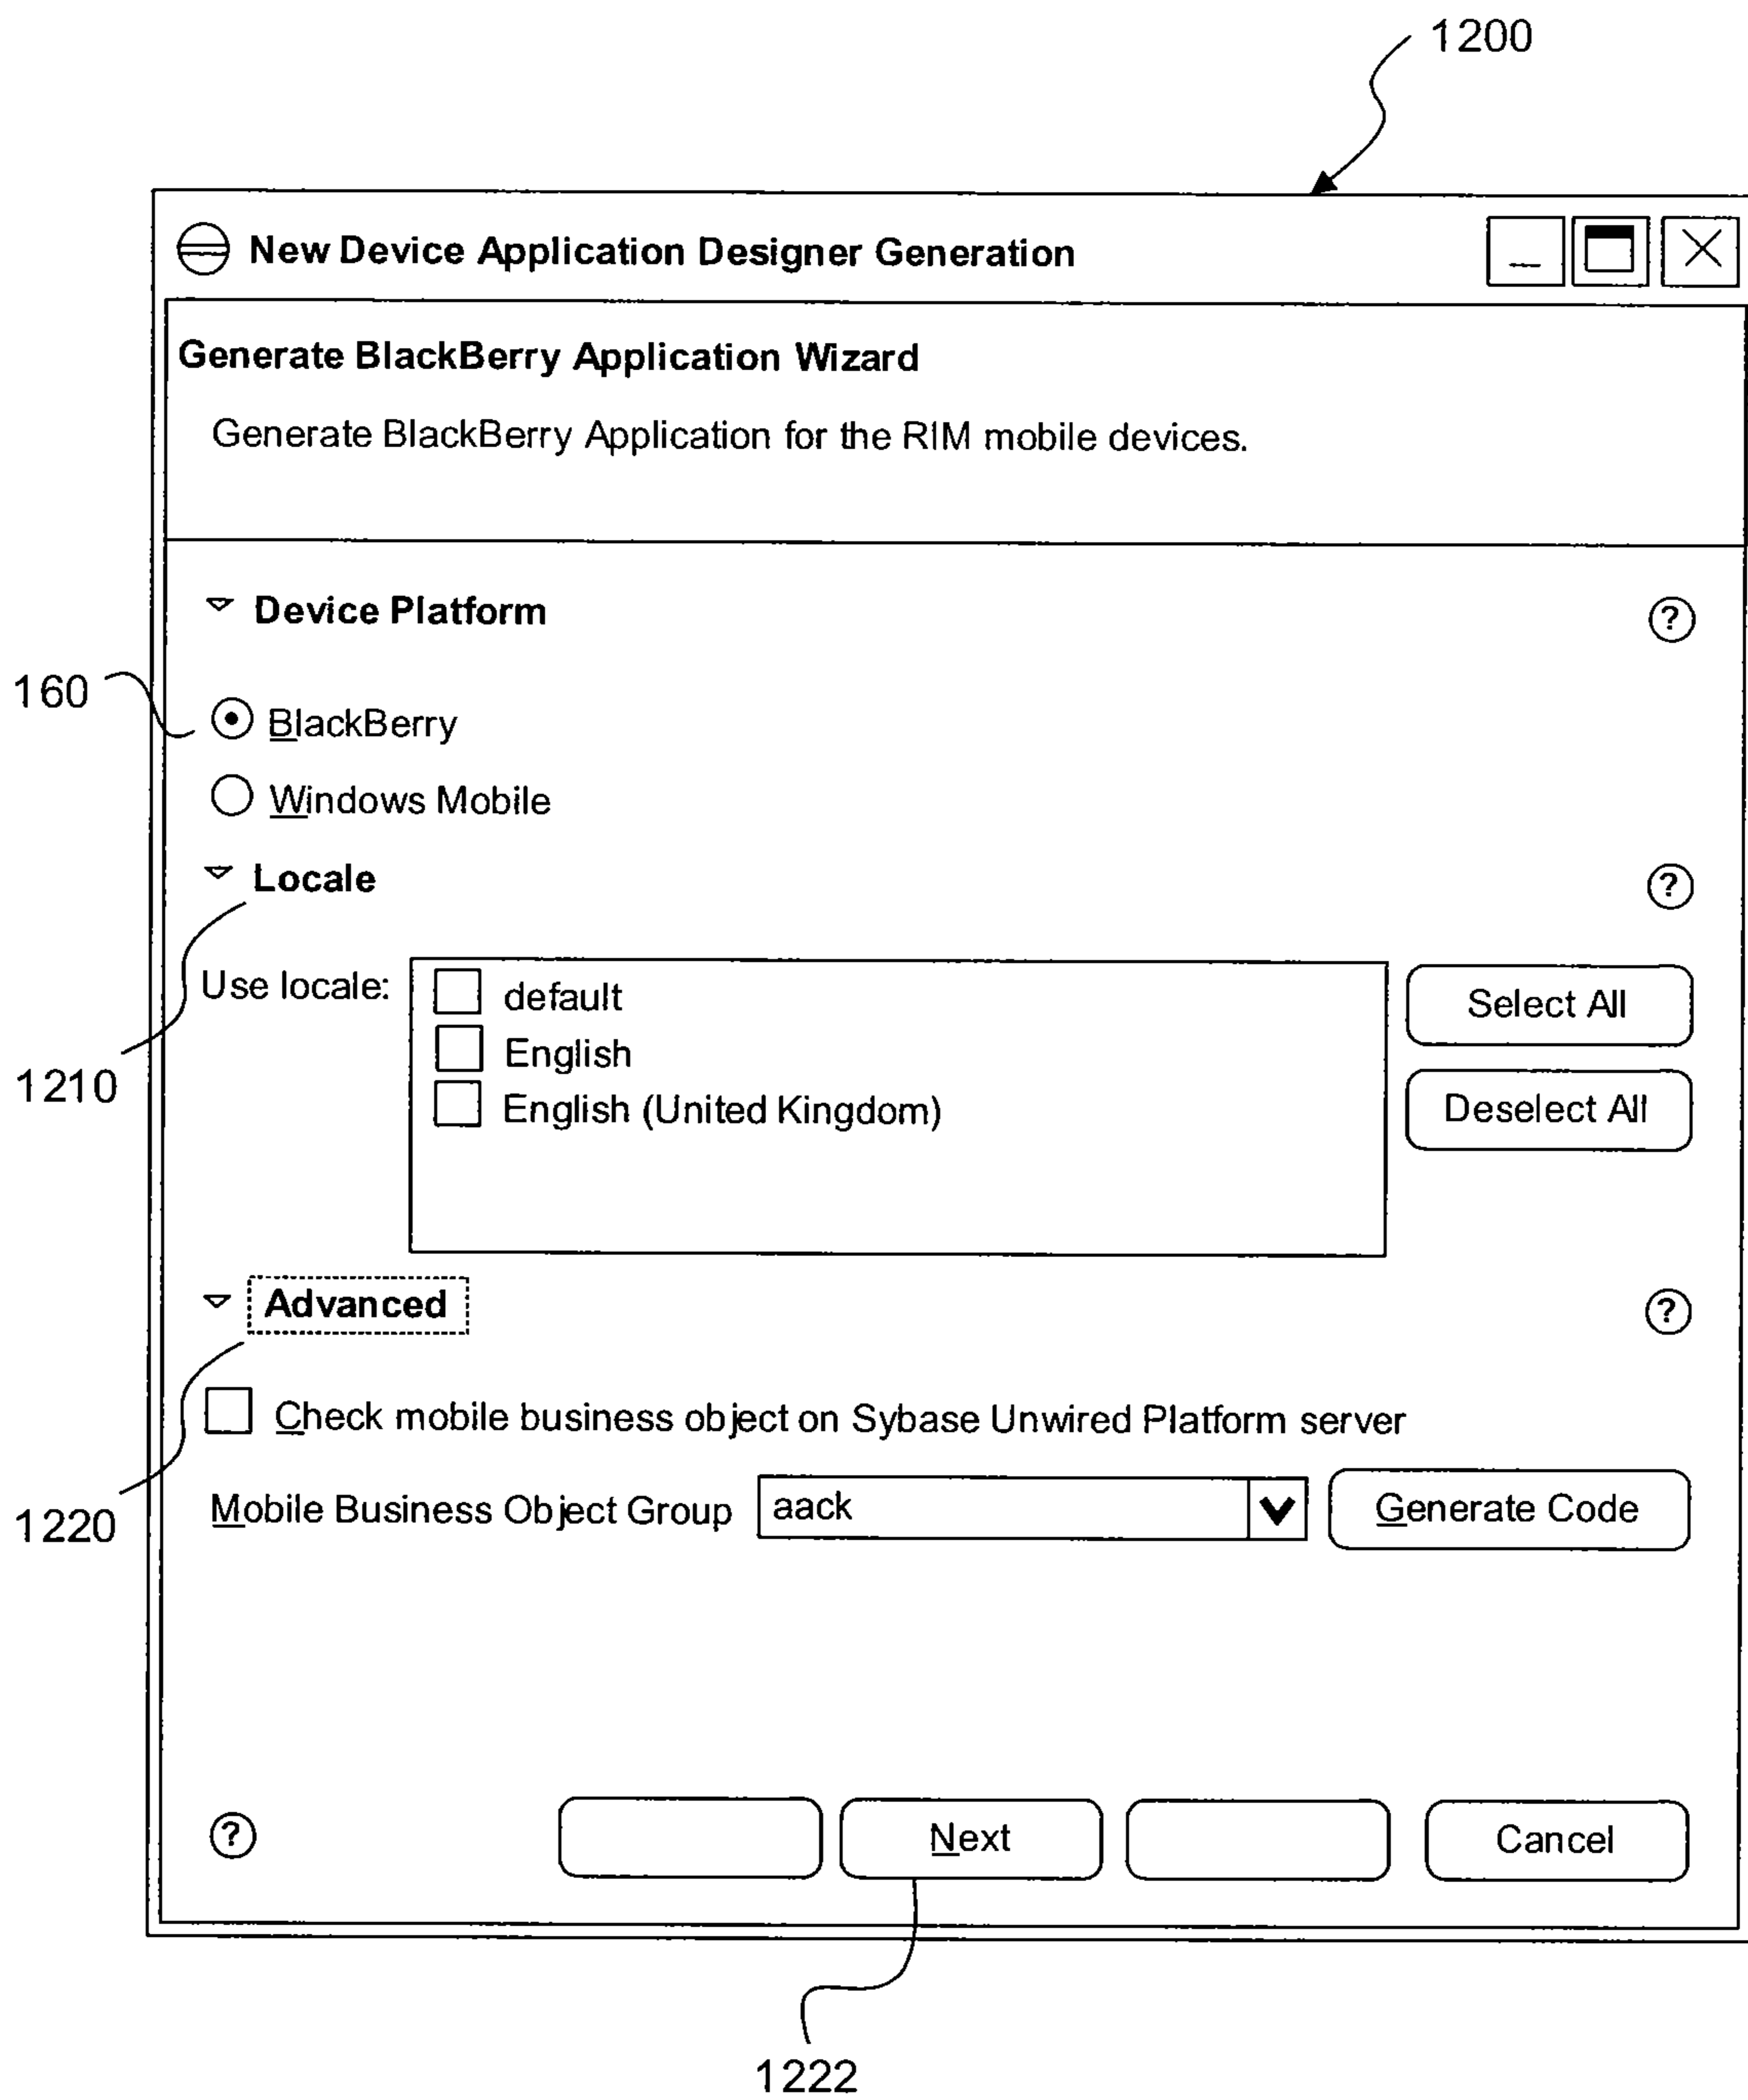 1200
New Device Application Designer Generation
Generate BlackBerry Application Wizard
Generate BlackBerry Application for the RIM mobile devices.
Device Platform
?
160
BlackBerry
Windows Mobile
Locale
?
Use locale:
default
Select All
English
1210
English (United Kingdom)
Deselect All
Advanced
?
Check mobile business object on Sybase Unwired Platform server
1220
Mobile Business Object Group
aack
Generate Code
?
Next
Cancel
1222